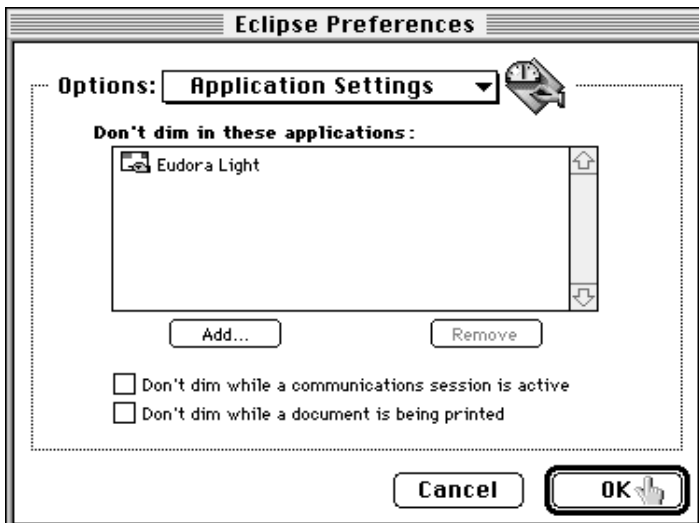 Eclipse Preferences
Options: Application Settings
Don't dim in these applications:
Eudora Light
Add... Remove
Don't dim while a communications session is active
Don't dim while a document is being printed
Cancel OK